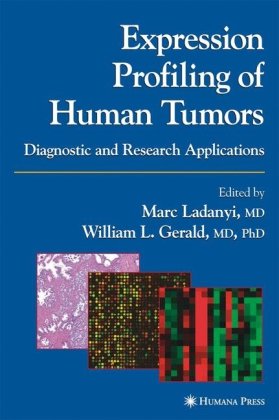 Expression
Profiling of
Human Tumors
Diagnostic and Research Applications
Edited by
Marc Ladanyi, MD
William L. Gerald, MD, PhD
HUMANA PRESS